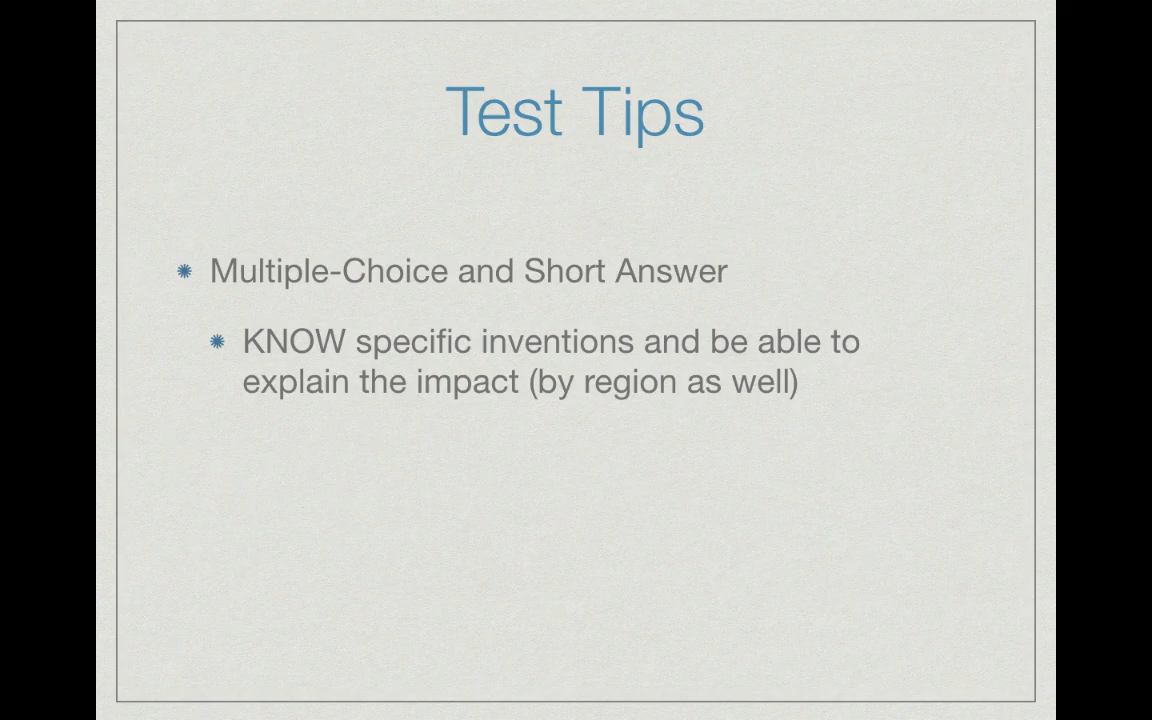 Test Tips
Multiple-Choice and Short Answer
KNOW specific inventions and be able to
explain the impact (by region as well)